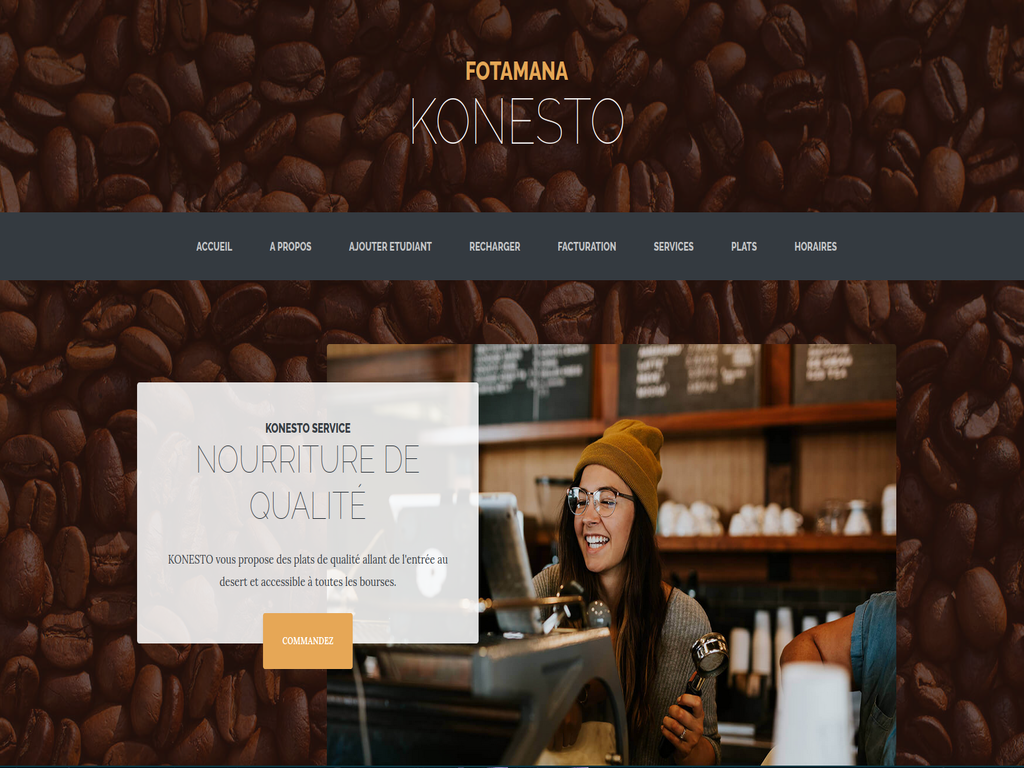 FOTAMANA
KONESTO
ACCUEIL A PROPOS AJOUTER ETUDIANT RECHARGER FACTURATION SERVICES PLATS HORAIRES
KONESTO SERVICE
NOURRITURE DE
QUALITÉ
KONESTO vous propose des plats de qualité allant de l'entrée au
desert et accessible à toutes les bourses.
COMMANDEZ